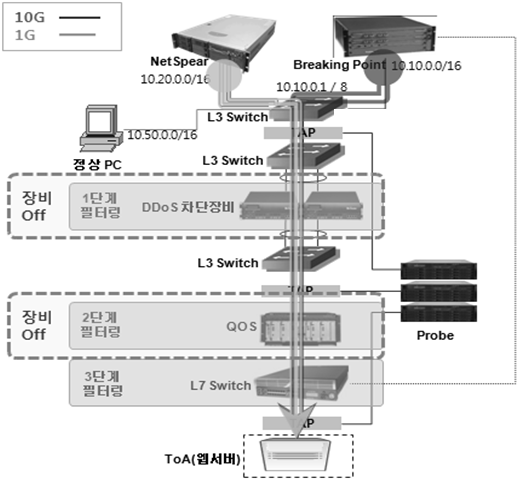 10G
1G
NetSpear
10.20.0.0/16
Breaking Point
10.10.0.0/16
10.10.0.1 / 8
L3 Switch
정상 PC
10.50.0.0/16
TAP
L3 Switch
장비
Off
1단계
필터링
DDoS 차단장비
L3 Switch
TAP
장비
Off
2단계
필터링
QOS
Probe
3단계
필터링
L7 Switch
TAP
ToA(웹서버)